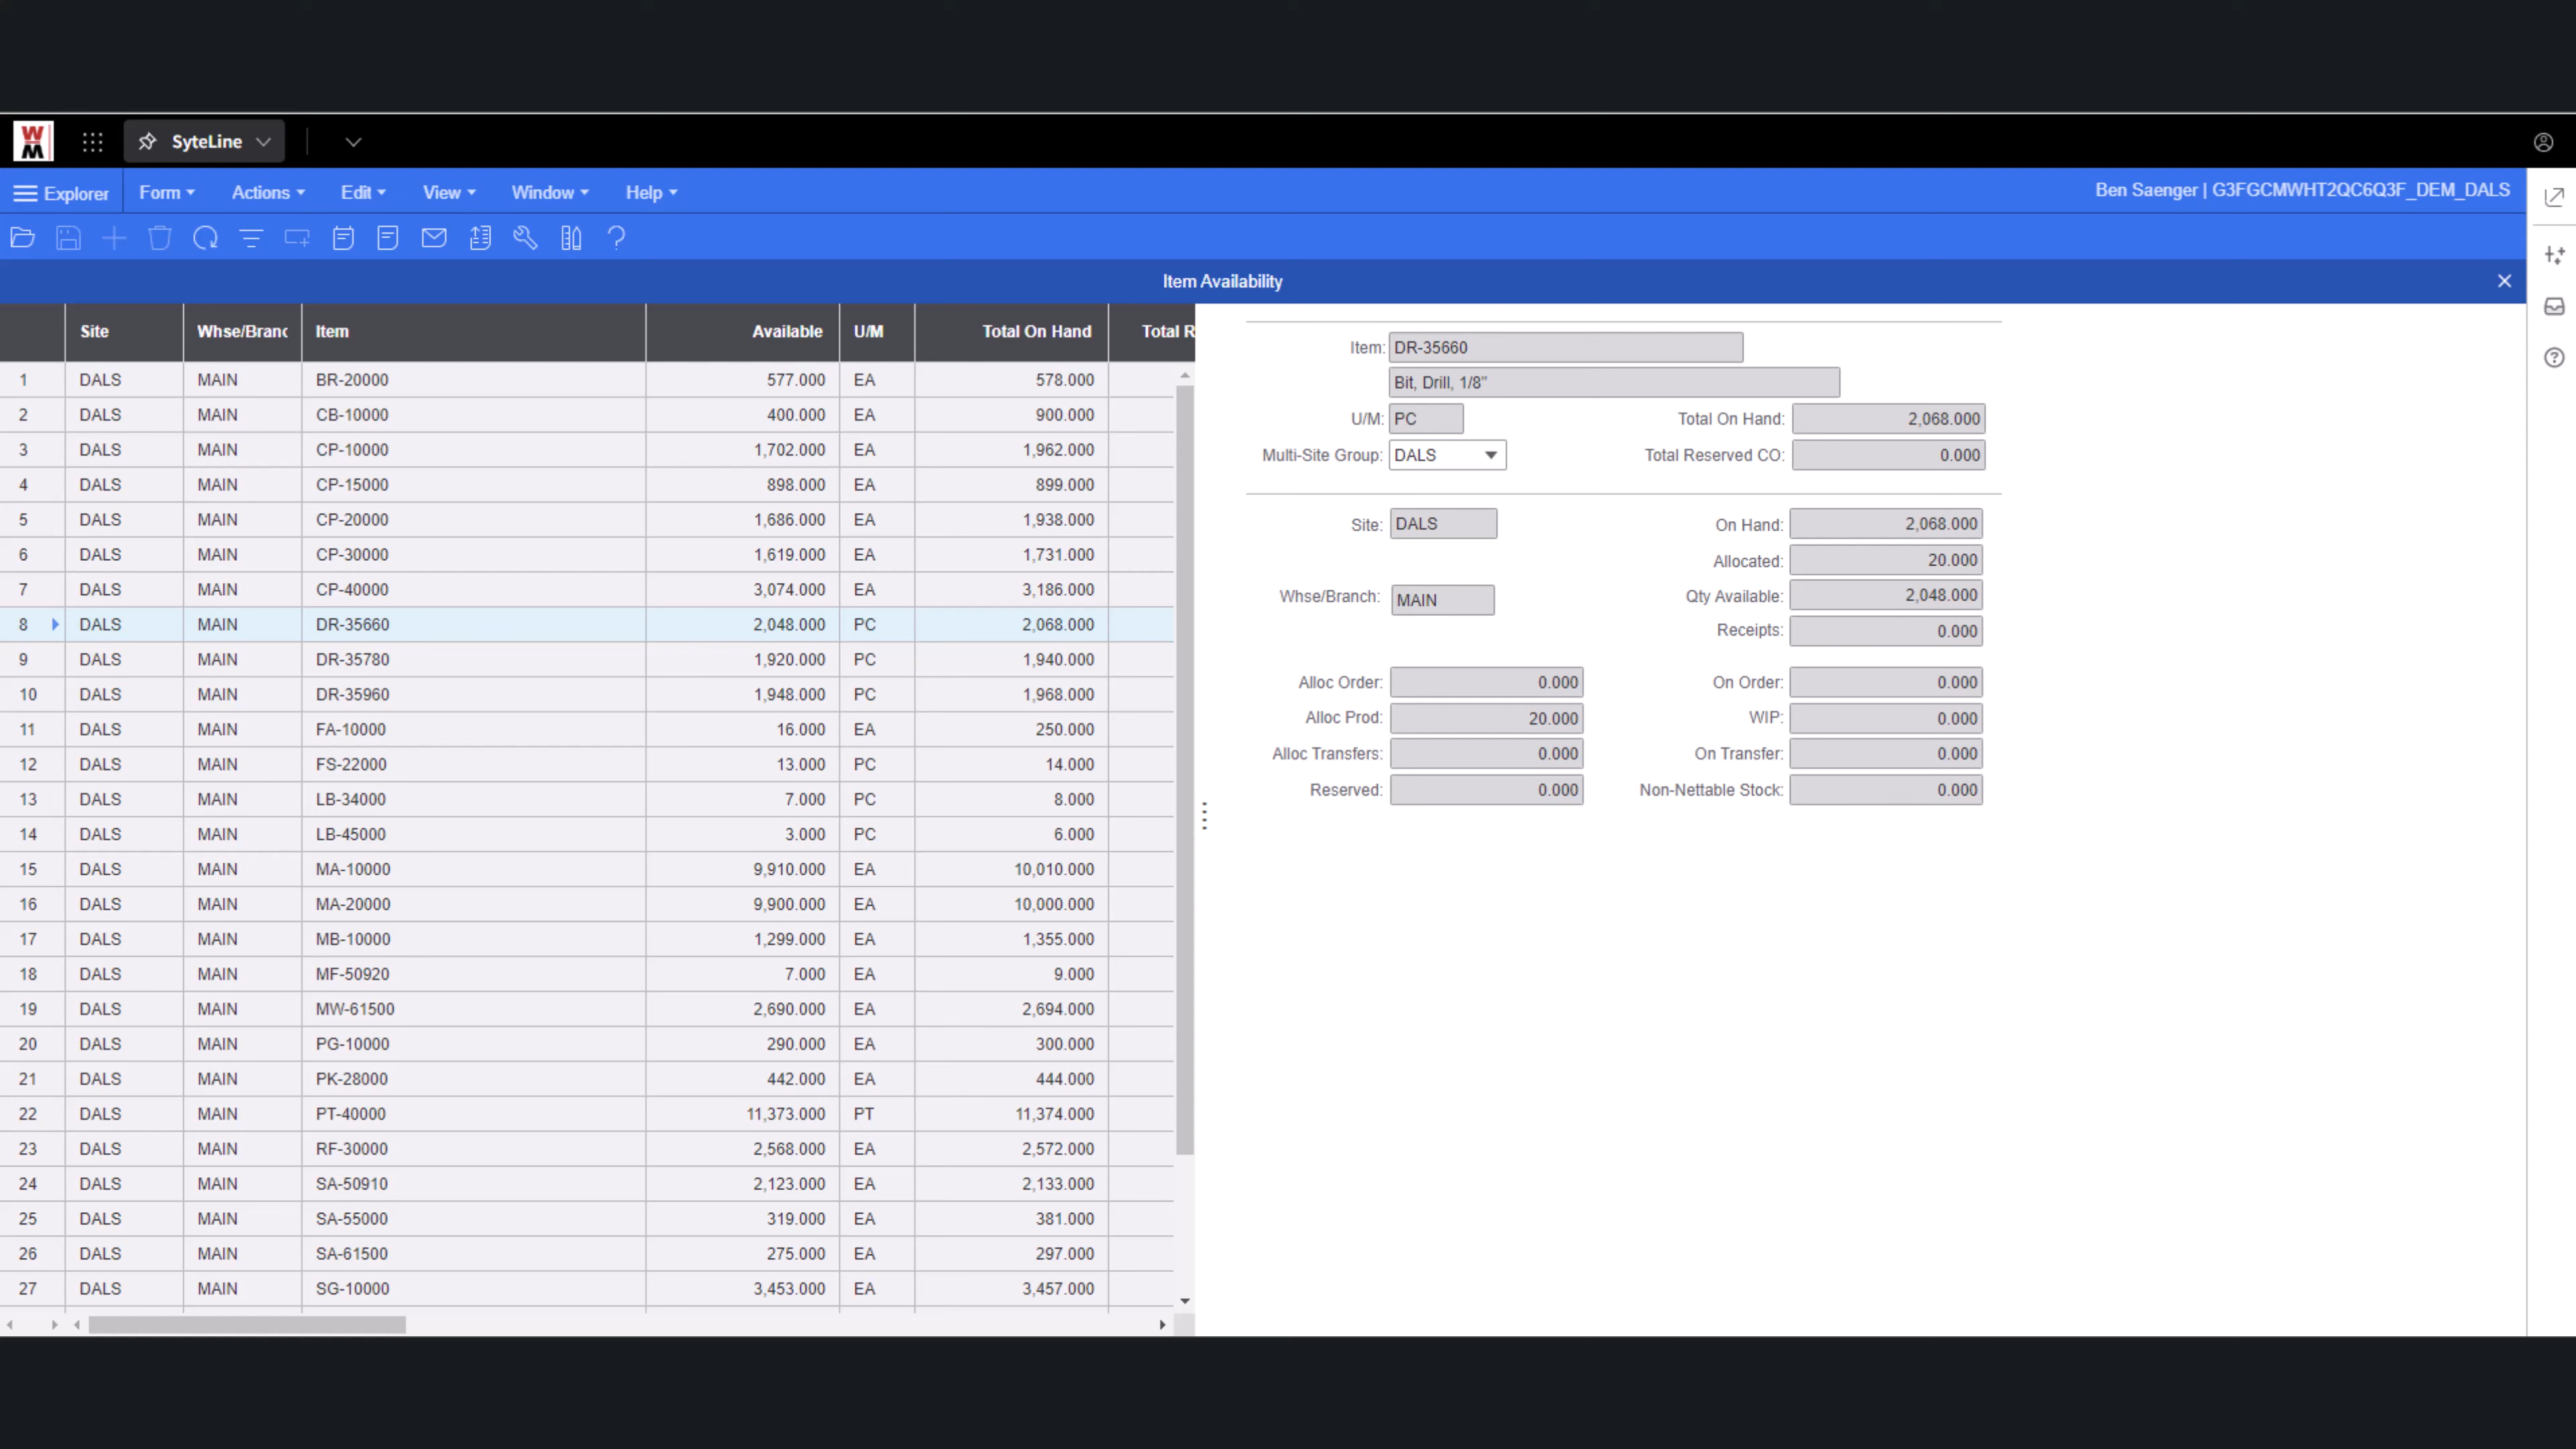 WM
SyteLine
Explorer Form Actions Edit View Window Help Ben Saenger | G3FGCMWHT2QC6Q3F_DEM_DALS
Item Availability
Site Whse/Branc Item Available U/M Total On Hand Total R
1 DALS MAIN BR-20000 577.000 EA 578.000
2 DALS MAIN CB-10000 400.000 EA 900.000
3 DALS MAIN CP-10000 1,702.000 EA 1,962.000
4 DALS MAIN CP-15000 898.000 EA 899.000
5 DALS MAIN CP-20000 1,686.000 EA 1,938.000
6 DALS MAIN CP-30000 1,619.000 EA 1,731.000
7 DALS MAIN CP-40000 3,074.000 EA 3,186.000
8 DALS MAIN DR-35660 2,048.000 PC 2,068.000
9 DALS MAIN DR-35780 1,920.000 PC 1,940.000
10 DALS MAIN DR-35960 1,948.000 PC 1,968.000
11 DALS MAIN FA-10000 16.000 EA 250.000
12 DALS MAIN FS-22000 13.000 PC 14.000
13 DALS MAIN LB-34000 7.000 PC 8.000
14 DALS MAIN LB-45000 3.000 PC 6.000
15 DALS MAIN MA-10000 9,910.000 EA 10,010.000
16 DALS MAIN MA-20000 9,900.000 EA 10,000.000
17 DALS MAIN MB-10000 1,299.000 EA 1,355.000
18 DALS MAIN MF-50920 7.000 EA 9.000
19 DALS MAIN MW-61500 2,690.000 EA 2,694.000
20 DALS MAIN PG-10000 290.000 EA 300.000
21 DALS MAIN PK-28000 442.000 EA 444.000
22 DALS MAIN PT-40000 11,373.000 PT 11,374.000
23 DALS MAIN RF-30000 2,568.000 EA 2,572.000
24 DALS MAIN SA-50910 2,123.000 EA 2,133.000
25 DALS MAIN SA-55000 319.000 EA 381.000
26 DALS MAIN SA-61500 275.000 EA 297.000
27 DALS MAIN SG-10000 3,453.000 EA 3,457.000
Item: DR-35660
Bit, Drill, 1/8"
U/M: PC Total On Hand: 2,068.000
Multi-Site Group: DALS Total Reserved CO: 0.000
Site: DALS On Hand: 2,068.000
Allocated: 20.000
Whse/Branch: MAIN Qty Available: 2,048.000
Receipts: 0.000
Alloc Order: 0.000 On Order: 0.000
Alloc Prod: 20.000 WIP: 0.000
Alloc Transfers: 0.000 On Transfer: 0.000
Reserved: 0.000 Non-Nettable Stock: 0.000